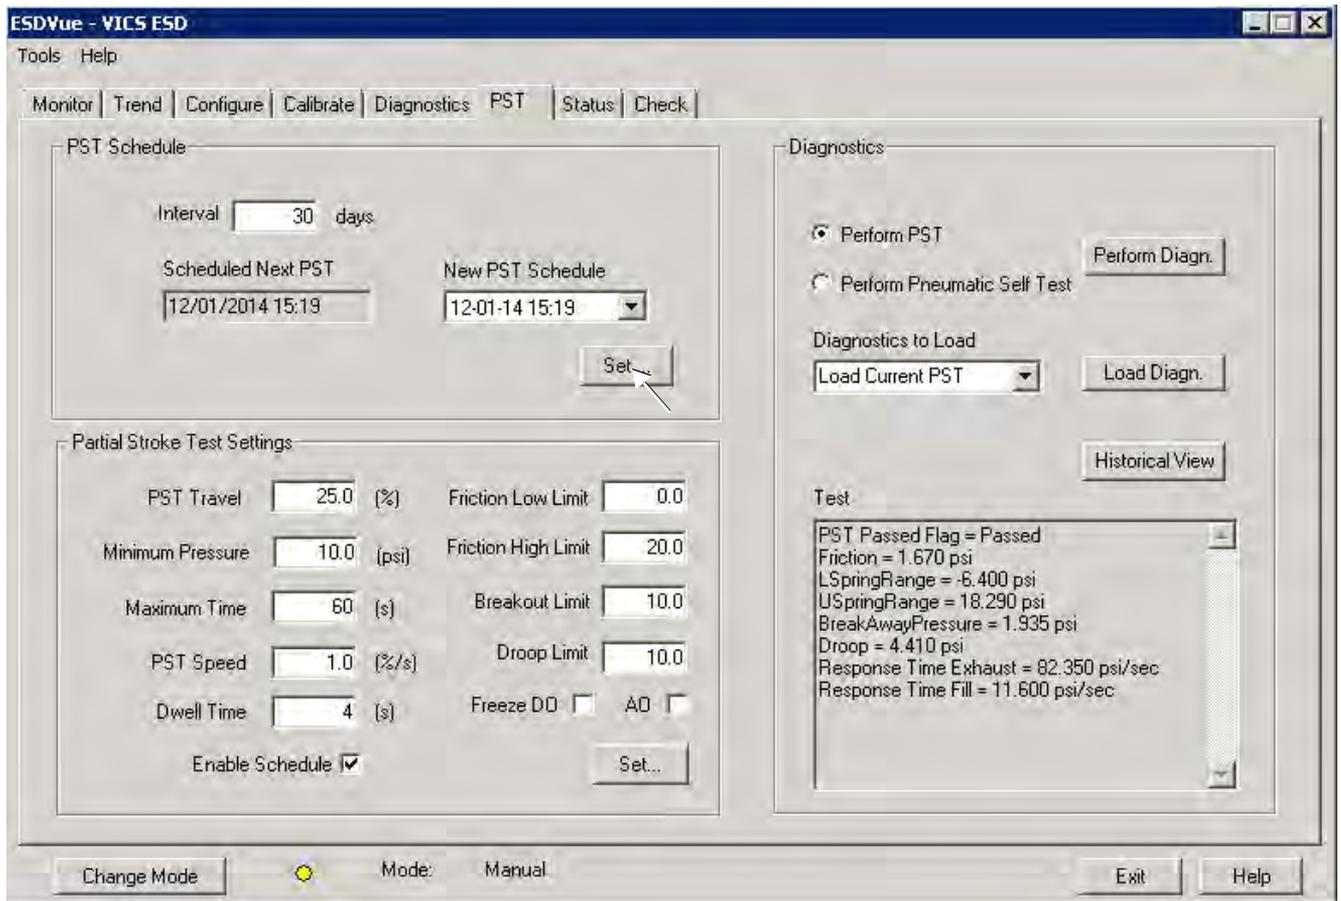 ESDVue - VICS ESD
Tools Help
Monitor Trend Configure Calibrate Diagnostics PST Status Check
PST Schedule
Interval 30 days
Scheduled Next PST
12/01/2014 15:19
New PST Schedule
12-01-14 15:19
Set...
Partial Stroke Test Settings
PST Travel 25.0 (%)
Minimum Pressure 10.0 (psi)
Maximum Time 60 (s)
PST Speed 1.0 (%/s)
Dwell Time 4 (s)
Enable Schedule
Friction Low Limit 0.0
Friction High Limit 20.0
Breakout Limit 10.0
Droop Limit 10.0
Freeze DO AO
Set...
Diagnostics
Perform PST
Perform Pneumatic Self Test
Perform Diagn.
Diagnostics to Load
Load Current PST
Load Diagn.
Historical View
Test
PST Passed Flag = Passed
Friction = 1.670 psi
LSpringRange = -6.400 psi
USpringRange = 18.290 psi
BreakAwayPressure = 1.935 psi
Droop = 4.410 psi
Response Time Exhaust = 82.350 psi/sec
Response Time Fill = 11.600 psi/sec
Change Mode Mode: Manual Exit Help